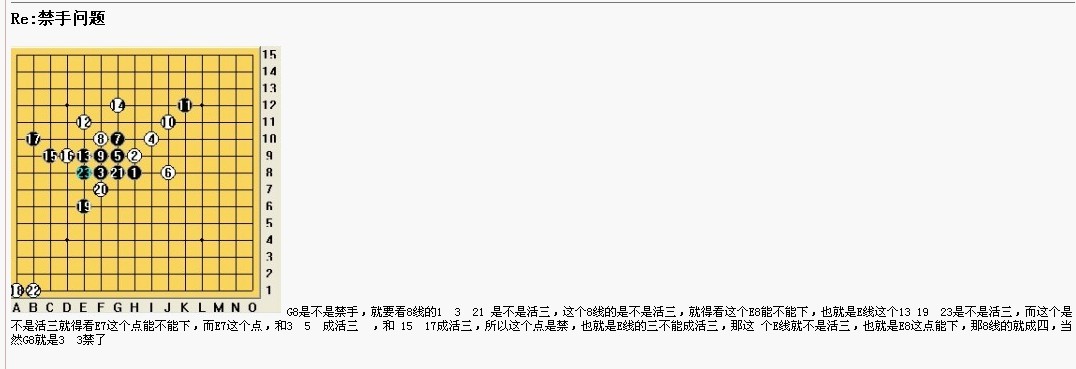 Re:禁手问题
15
14
13
14 11 12
12 10 11
17 8 7 4 10
15 16 13 9 5 2 9
23 3 21 1 6 8
20 7
19 6
5
4
3
2
18 22 1
A B C D E F G H I J K L M N O
G8是不是禁手，就要看8线的1 3 21 是不是活三，这个8线的是不是活三，就得看这个E8能不能下，也就是E线这个13 19 23是不是活三，而这个是
不是活三就得看E7这个点能不能下，而E7这个点，和3 5 成活三 ，和 15 17成活三，所以这个点是禁，也就是E线的三不能成活三，那这 个E线就不是活三，也就是E8这点能下，那8线的就成四，当
然G8就是3 3禁了